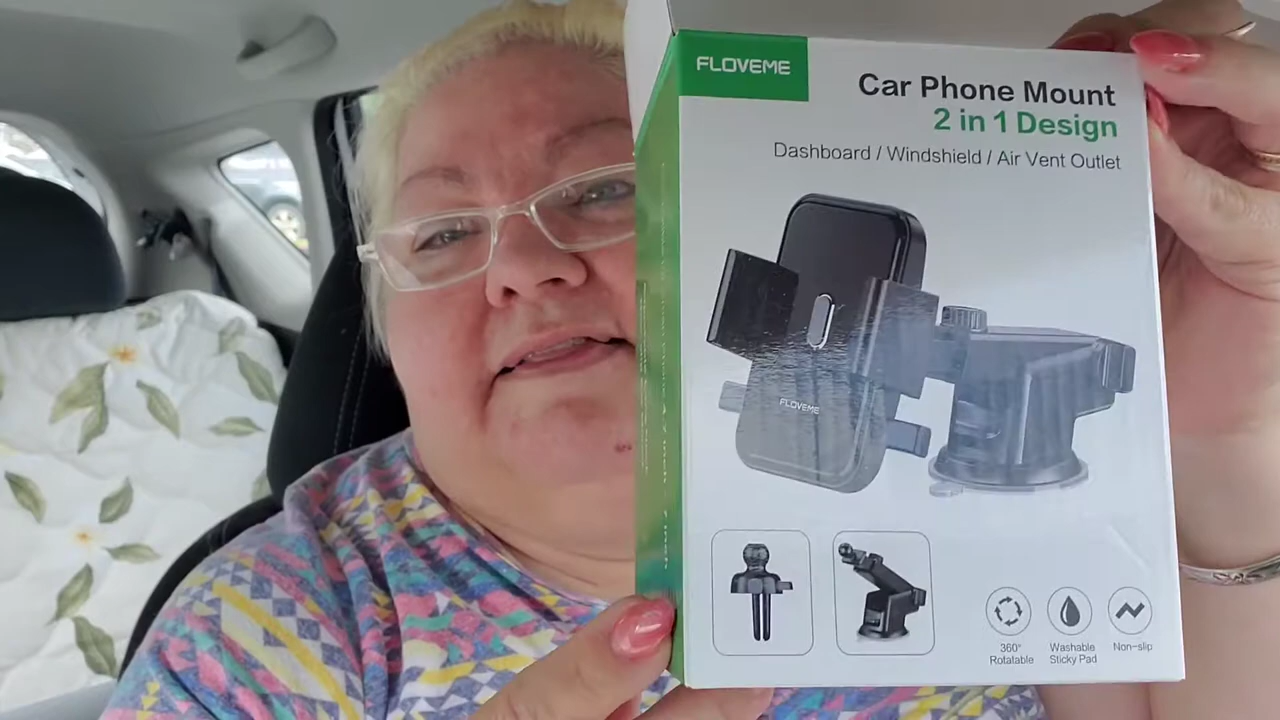 FLOVEME
Car Phone Mount
2 in 1 Design
Dashboard / Windshield / Air Vent Outlet
FLOVEME
360°
Rotatable
Washable
Sticky Pad
Non-slip